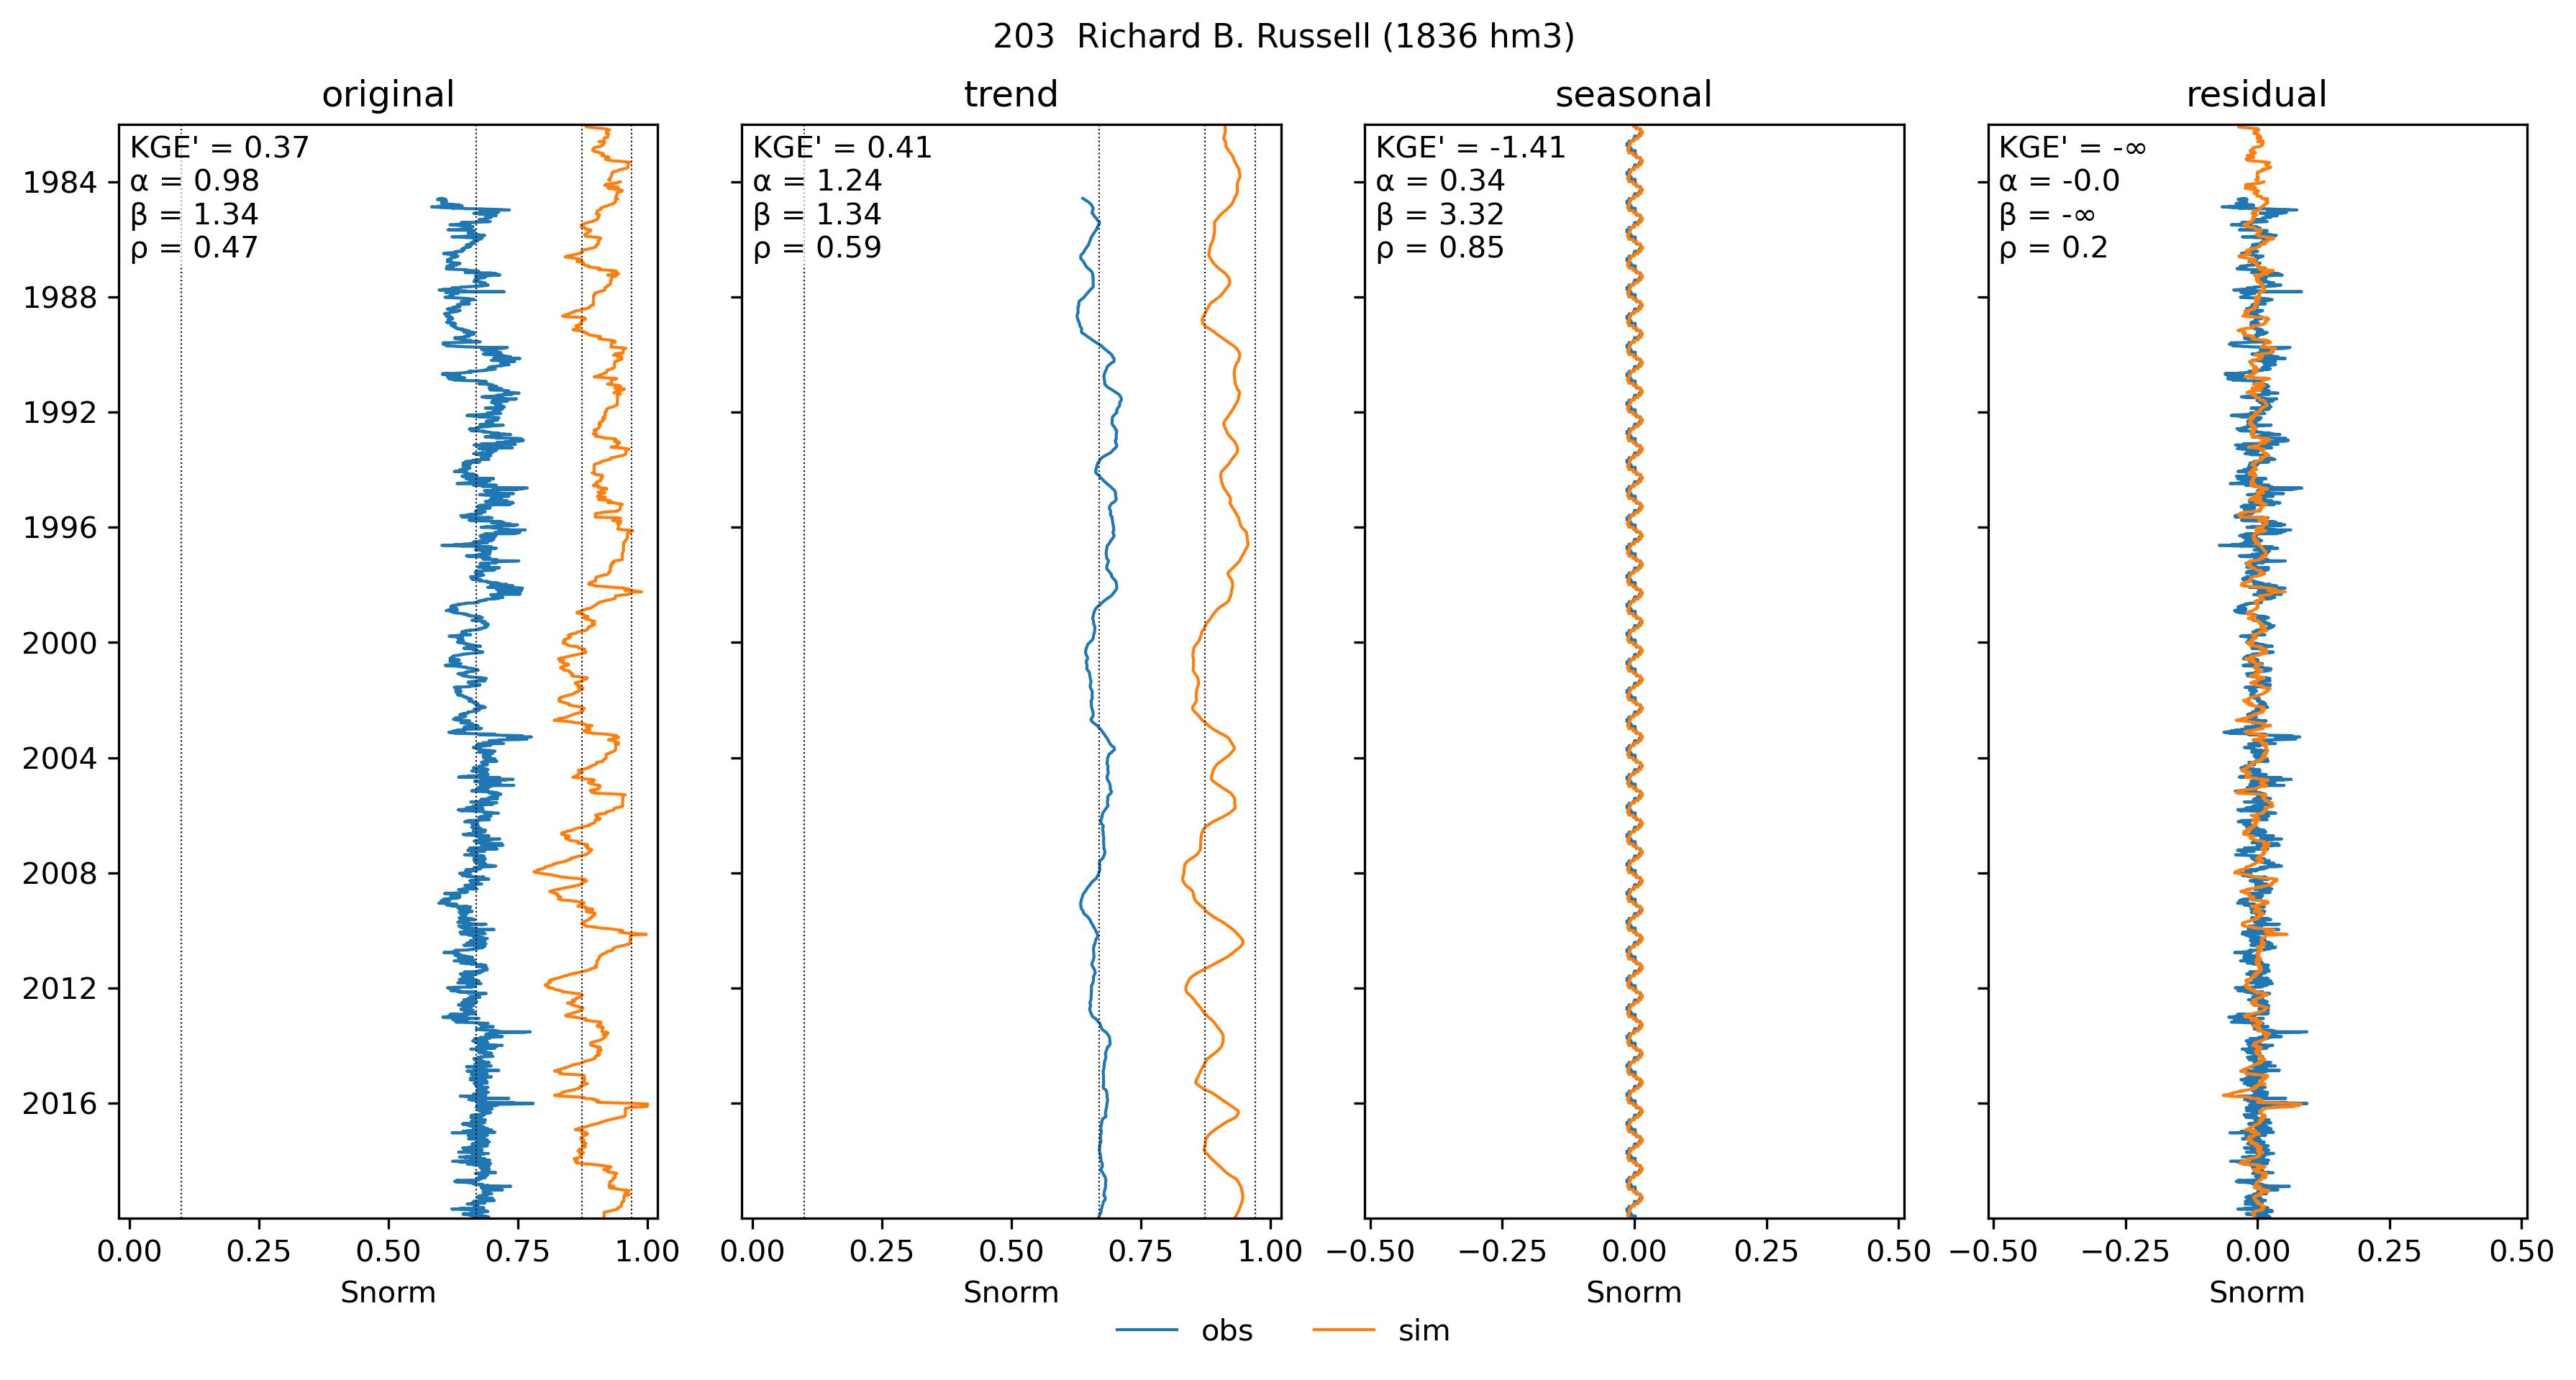 203  Richard B. Russell (1836 hm3)
original
KGE' = 0.37
α = 0.98
β = 1.34
ρ = 0.47
1984
1988
1992
1996
2000
2004
2008
2012
2016
0.00 0.25 0.50 0.75 1.00
Snorm
trend
KGE' = 0.41
α = 1.24
β = 1.34
ρ = 0.59
0.00 0.25 0.50 0.75 1.00
Snorm
seasonal
KGE' = -1.41
α = 0.34
β = 3.32
ρ = 0.85
−0.50 −0.25 0.00 0.25 0.50
Snorm
residual
KGE' = -∞
α = -0.0
β = -∞
ρ = 0.2
−0.50 −0.25 0.00 0.25 0.50
Snorm
obs sim